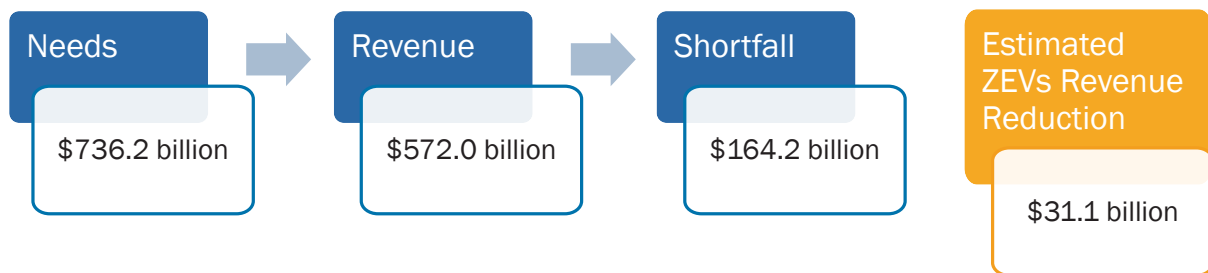 Needs
$736.2 billion
Revenue
$572.0 billion
Shortfall
$164.2 billion
Estimated
ZEVs Revenue
Reduction
$31.1 billion